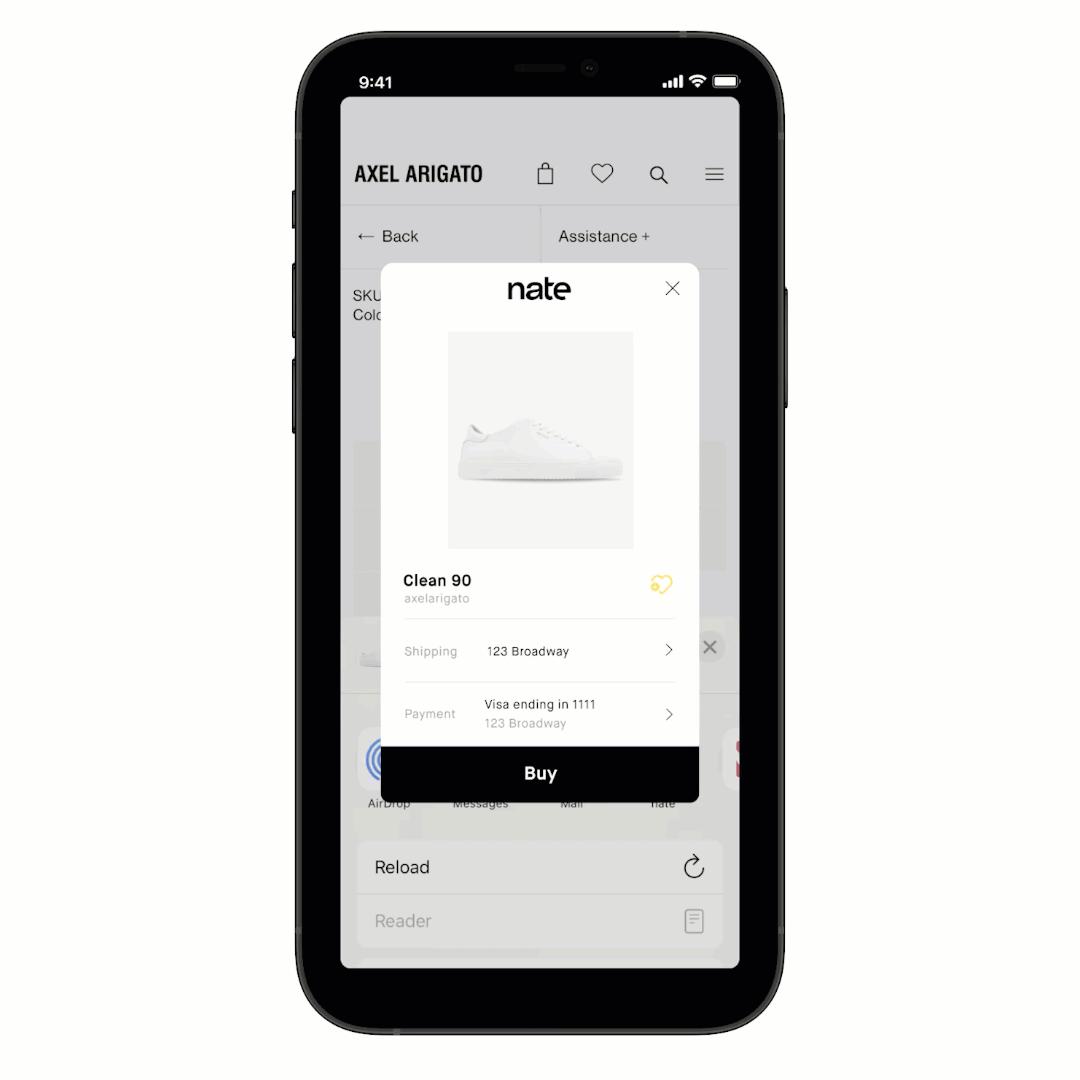 9:41
AXEL ARIGATO
← Back
Assistance +
SKU
Colo
nate
Clean 90
axelarigato
Shipping
123 Broadway
Payment
Visa ending in 1111
123 Broadway
Buy
AirDrop
Messages
Mail
nate
Reload
Reader